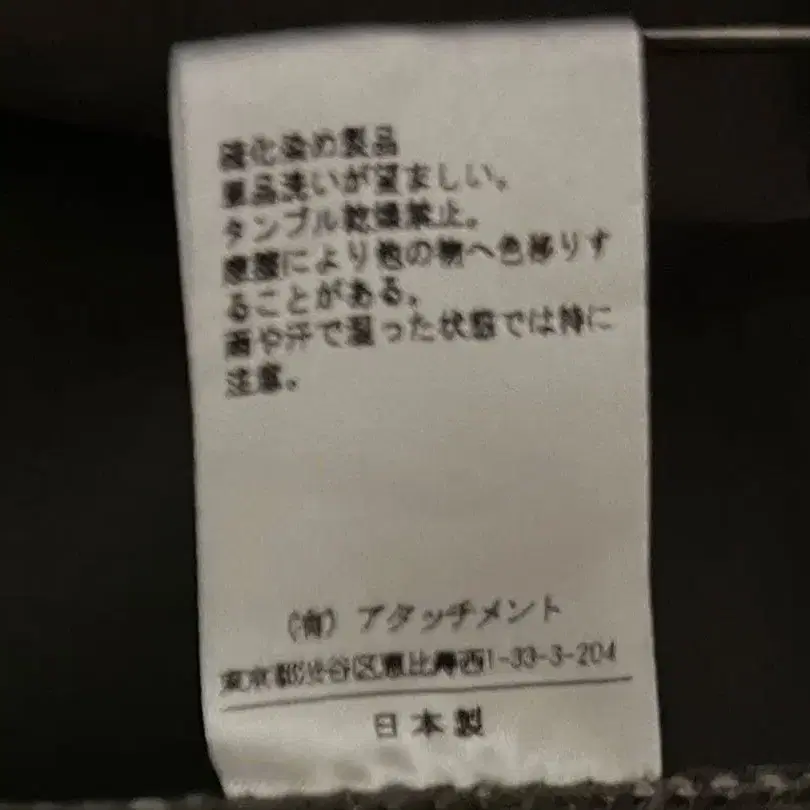 硫化染め製品
単品洗いが望ましい。
タンブル乾燥禁止。
摩擦により他の物へ色移りす
ることがある。
雨や汗で湿った状態では特に
注意。
(有) アタッチメント
東京都渋谷区恵比寿西1-33-3-204
日本製